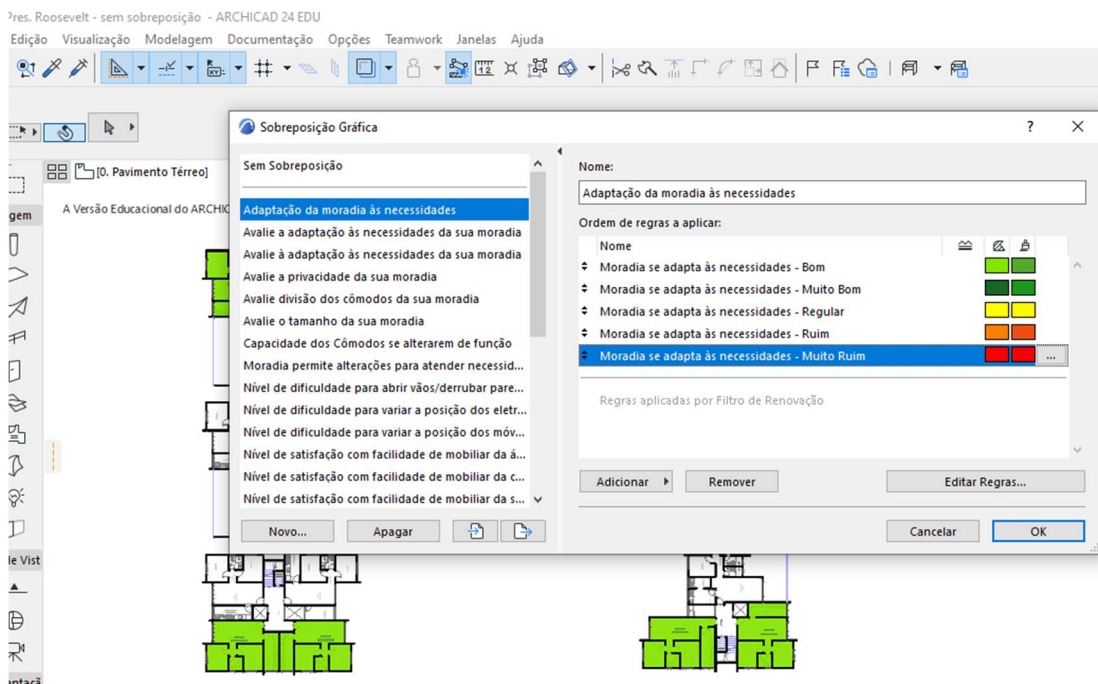 Pres. Roosevelt - sem sobreposição - ARCHICAD 24 EDU
Edição Visualização Modelagem Documentação Opções Teamwork Janelas Ajuda
[0. Pavimento Térreo]
A Versão Educacional do ARCHIC
agem
de Vist
Sobreposição Gráfica
? X
Sem Sobreposição
Adaptação da moradia às necessidades
Avalie a adaptação às necessidades da sua moradia
Avalie à adaptação às necessidades da sua moradia
Avalie a privacidade da sua moradia
Avalie divisão dos cômodos da sua moradia
Avalie o tamanho da sua moradia
Capacidade dos Cômodos se alterarem de função
Moradia permite alterações para atender necessid...
Nível de dificuldade para abrir vãos/derrubar pare...
Nível de dificuldade para variar a posição dos eletr...
Nível de dificuldade para variar a posição dos móv...
Nível de satisfação com facilidade de mobiliar da á...
Nível de satisfação com facilidade de mobiliar da c...
Nível de satisfação com facilidade de mobiliar da s...
Novo... Apagar
Nome:
Adaptação da moradia às necessidades
Ordem de regras a aplicar:
Nome
Moradia se adapta às necessidades - Bom
Moradia se adapta às necessidades - Muito Bom
Moradia se adapta às necessidades - Regular
Moradia se adapta às necessidades - Ruim
Moradia se adapta às necessidades - Muito Ruim ...
Regras aplicadas por Filtro de Renovação
Adicionar Remover Editar Regras...
Cancelar OK